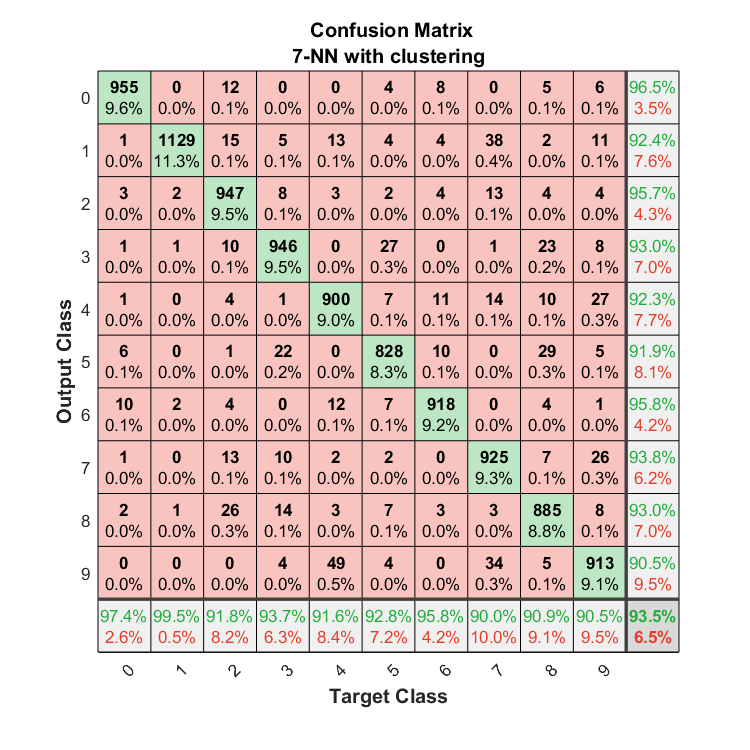 Confusion Matrix
7-NN with clustering
955 0 12 0 0 4 8 0 5 6 96.5%
0
9.6% 0.0% 0.1% 0.0% 0.0% 0.0% 0.1% 0.0% 0.1% 0.1% 3.5%
1 1129 15 5 13 4 4 38 2 11 92.4%
1
0.0% 11.3% 0.1% 0.1% 0.1% 0.0% 0.0% 0.4% 0.0% 0.1% 7.6%
3 2 947 8 3 2 4 13 4 4 95.7%
2
0.0% 0.0% 9.5% 0.1% 0.0% 0.0% 0.0% 0.1% 0.0% 0.0% 4.3%
1 1 10 946 0 27 0 1 23 8 93.0%
3
0.0% 0.0% 0.1% 9.5% 0.0% 0.3% 0.0% 0.0% 0.2% 0.1% 7.0%
1 0 4 1 900 7 11 14 10 27 92.3%
4
0.0% 0.0% 0.0% 0.0% 9.0% 0.1% 0.1% 0.1% 0.1% 0.3% 7.7%
6 0 1 22 0 828 10 0 29 5 91.9%
5
0.1% 0.0% 0.0% 0.2% 0.0% 8.3% 0.1% 0.0% 0.3% 0.1% 8.1%
10 2 4 0 12 7 918 0 4 1 95.8%
6
0.1% 0.0% 0.0% 0.0% 0.1% 0.1% 9.2% 0.0% 0.0% 0.0% 4.2%
1 0 13 10 2 2 0 925 7 26 93.8%
7
0.0% 0.0% 0.1% 0.1% 0.0% 0.0% 0.0% 9.3% 0.1% 0.3% 6.2%
2 1 26 14 3 7 3 3 885 8 93.0%
8
0.0% 0.0% 0.3% 0.1% 0.0% 0.1% 0.0% 0.0% 8.8% 0.1% 7.0%
0 0 0 4 49 4 0 34 5 913 90.5%
9
0.0% 0.0% 0.0% 0.0% 0.5% 0.0% 0.0% 0.3% 0.1% 9.1% 9.5%
97.4% 99.5% 91.8% 93.7% 91.6% 92.8% 95.8% 90.0% 90.9% 90.5% 93.5%
2.6% 0.5% 8.2% 6.3% 8.4% 7.2% 4.2% 10.0% 9.1% 9.5% 6.5%
0 1 2 3 4 5 6 7 8 9
Target Class
Output Class